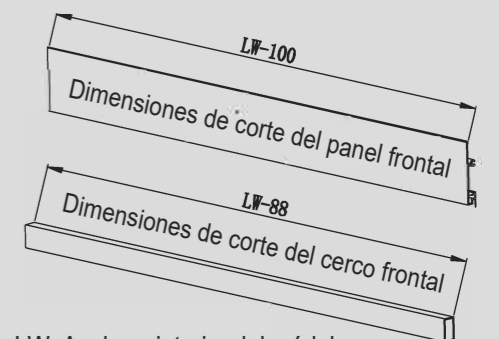 LW-100
Dimensiones de corte del panel frontal
LW-88
Dimensiones de corte del cerco frontal